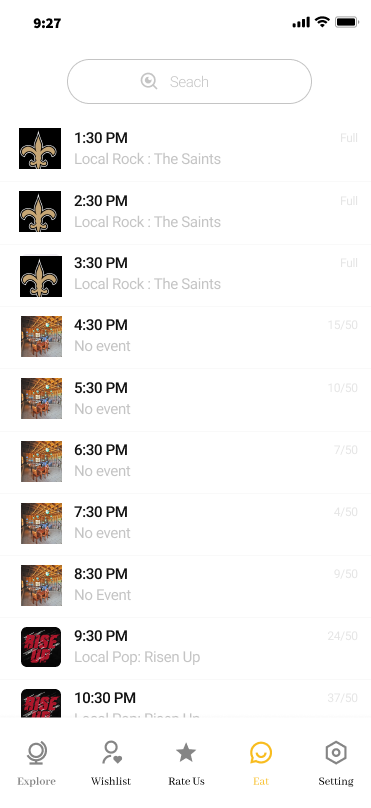 9:27
Seach
1:30 PM
Full
Local Rock : The Saints
2:30 PM
Full
Local Rock : The Saints
3:30 PM
Full
Local Rock : The Saints
4:30 PM
15/50
No event
5:30 PM
10/50
No event
6:30 PM
7/50
No event
7:30 PM
4/50
No event
8:30 PM
9/50
No Event
RISE
US
9:30 PM
24/50
Local Pop: Risen Up
RISE
10:30 PM
37/50
Local Pop: Risen Up
Explore
Wishlist
Rate Us
Eat
Setting